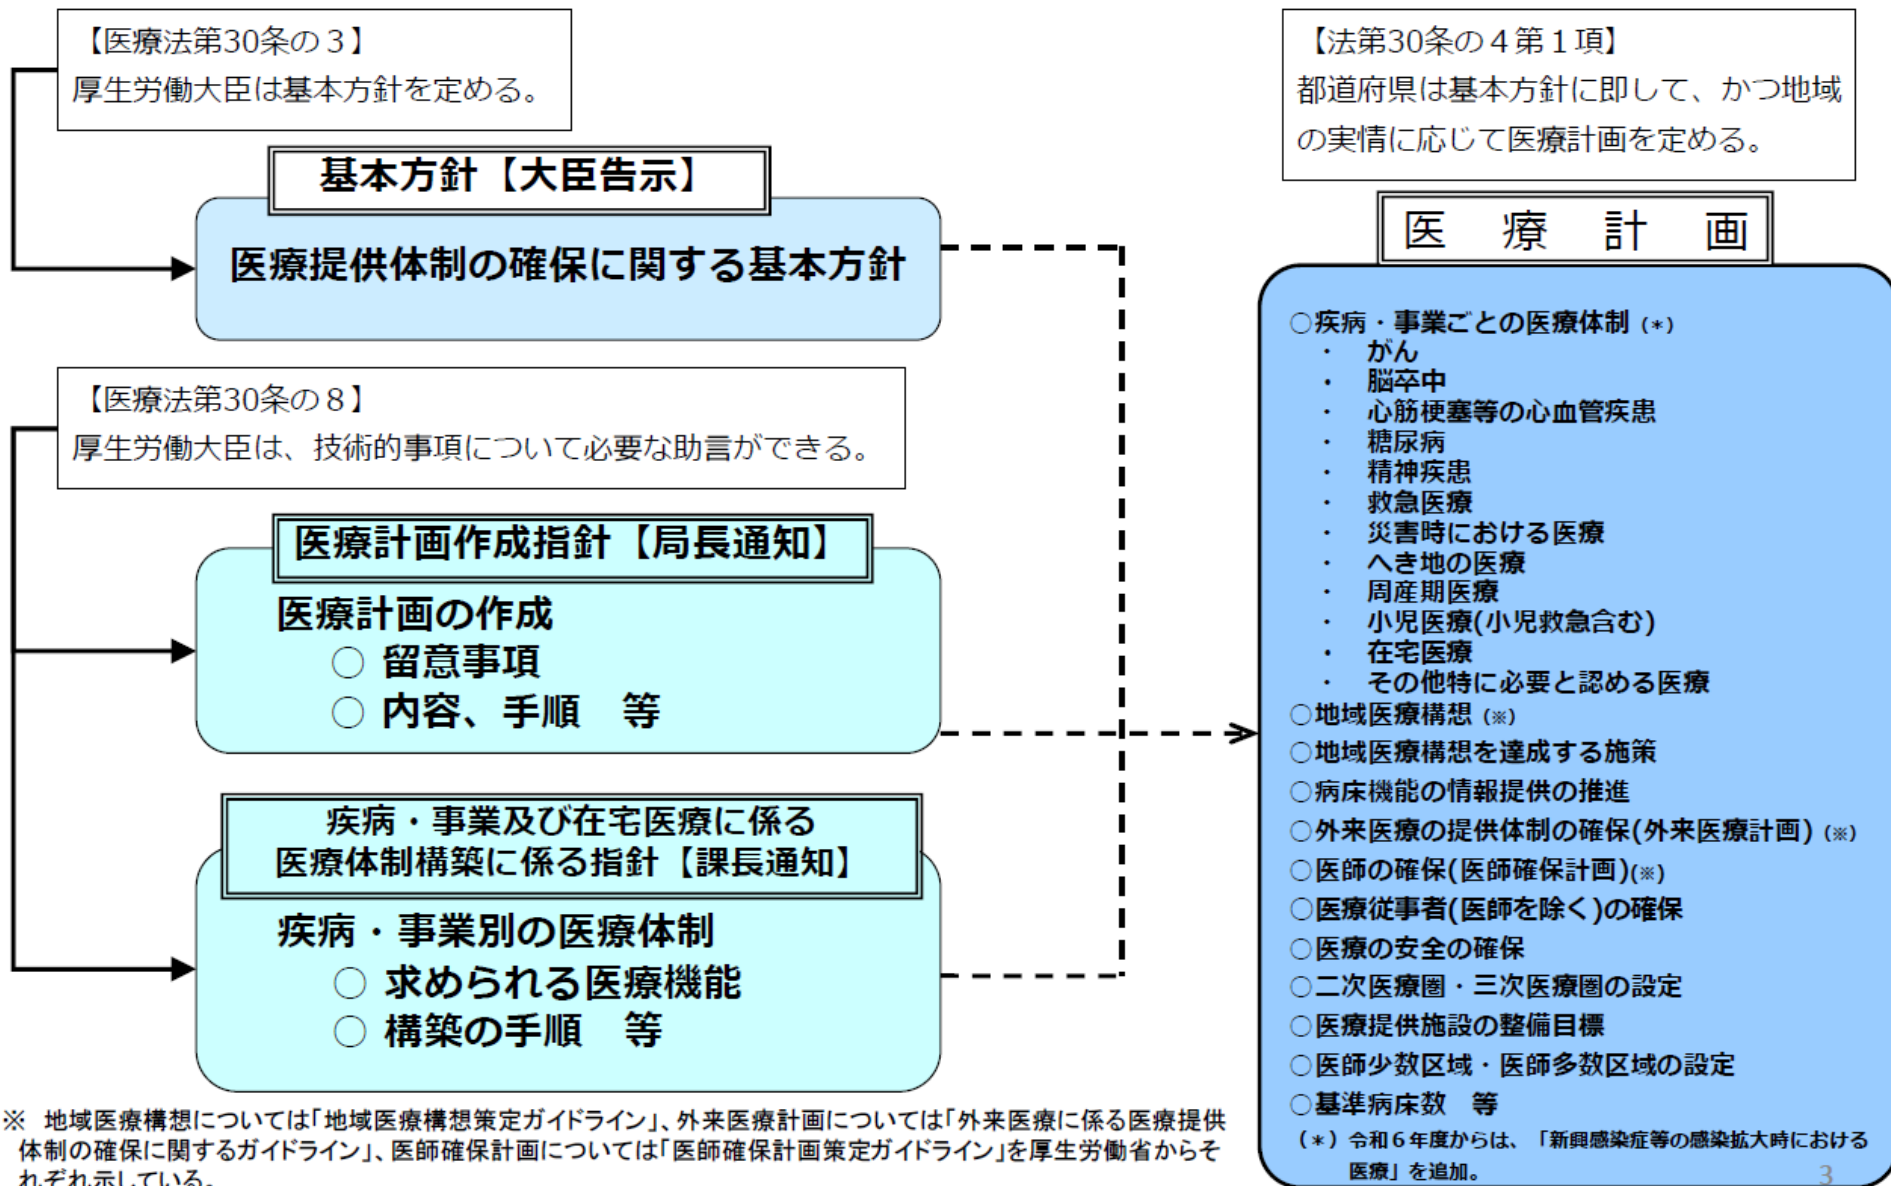 【医療法第30条の３】
厚生労働大臣は基本方針を定める。
基本方針【大臣告示】
医療提供体制の確保に関する基本方針
【医療法第30条の８】
厚生労働大臣は、技術的事項について必要な助言ができる。
医療計画作成指針【局長通知】
医療計画の作成
○ 留意事項
○ 内容、手順　等
疾病・事業及び在宅医療に係る
医療体制構築に係る指針【課長通知】
疾病・事業別の医療体制
○ 求められる医療機能
○ 構築の手順　等
※　地域医療構想については「地域医療構想策定ガイドライン」、外来医療計画については「外来医療に係る医療提供
体制の確保に関するガイドライン」、医師確保計画については「医師確保計画策定ガイドライン」を厚生労働省からそ
れぞれ示している。
【法第30条の４第１項】
都道府県は基本方針に即して、かつ地域
の実情に応じて医療計画を定める。
医　療　計　画
○疾病・事業ごとの医療体制（*）
・　がん
・　脳卒中
・　心筋梗塞等の心血管疾患
・　糖尿病
・　精神疾患
・　救急医療
・　災害時における医療
・　へき地の医療
・　周産期医療
・　小児医療(小児救急含む)
・　在宅医療
・　その他特に必要と認める医療
○地域医療構想（※）
○地域医療構想を達成する施策
○病床機能の情報提供の推進
○外来医療の提供体制の確保(外来医療計画)（※）
○医師の確保(医師確保計画)(※)
○医療従事者(医師を除く)の確保
○医療の安全の確保
○二次医療圏・三次医療圏の設定
○医療提供施設の整備目標
○医師少数区域・医師多数区域の設定
○基準病床数　等
（*）令和６年度からは、「新興感染症等の感染拡大時における
医療」を追加。
3